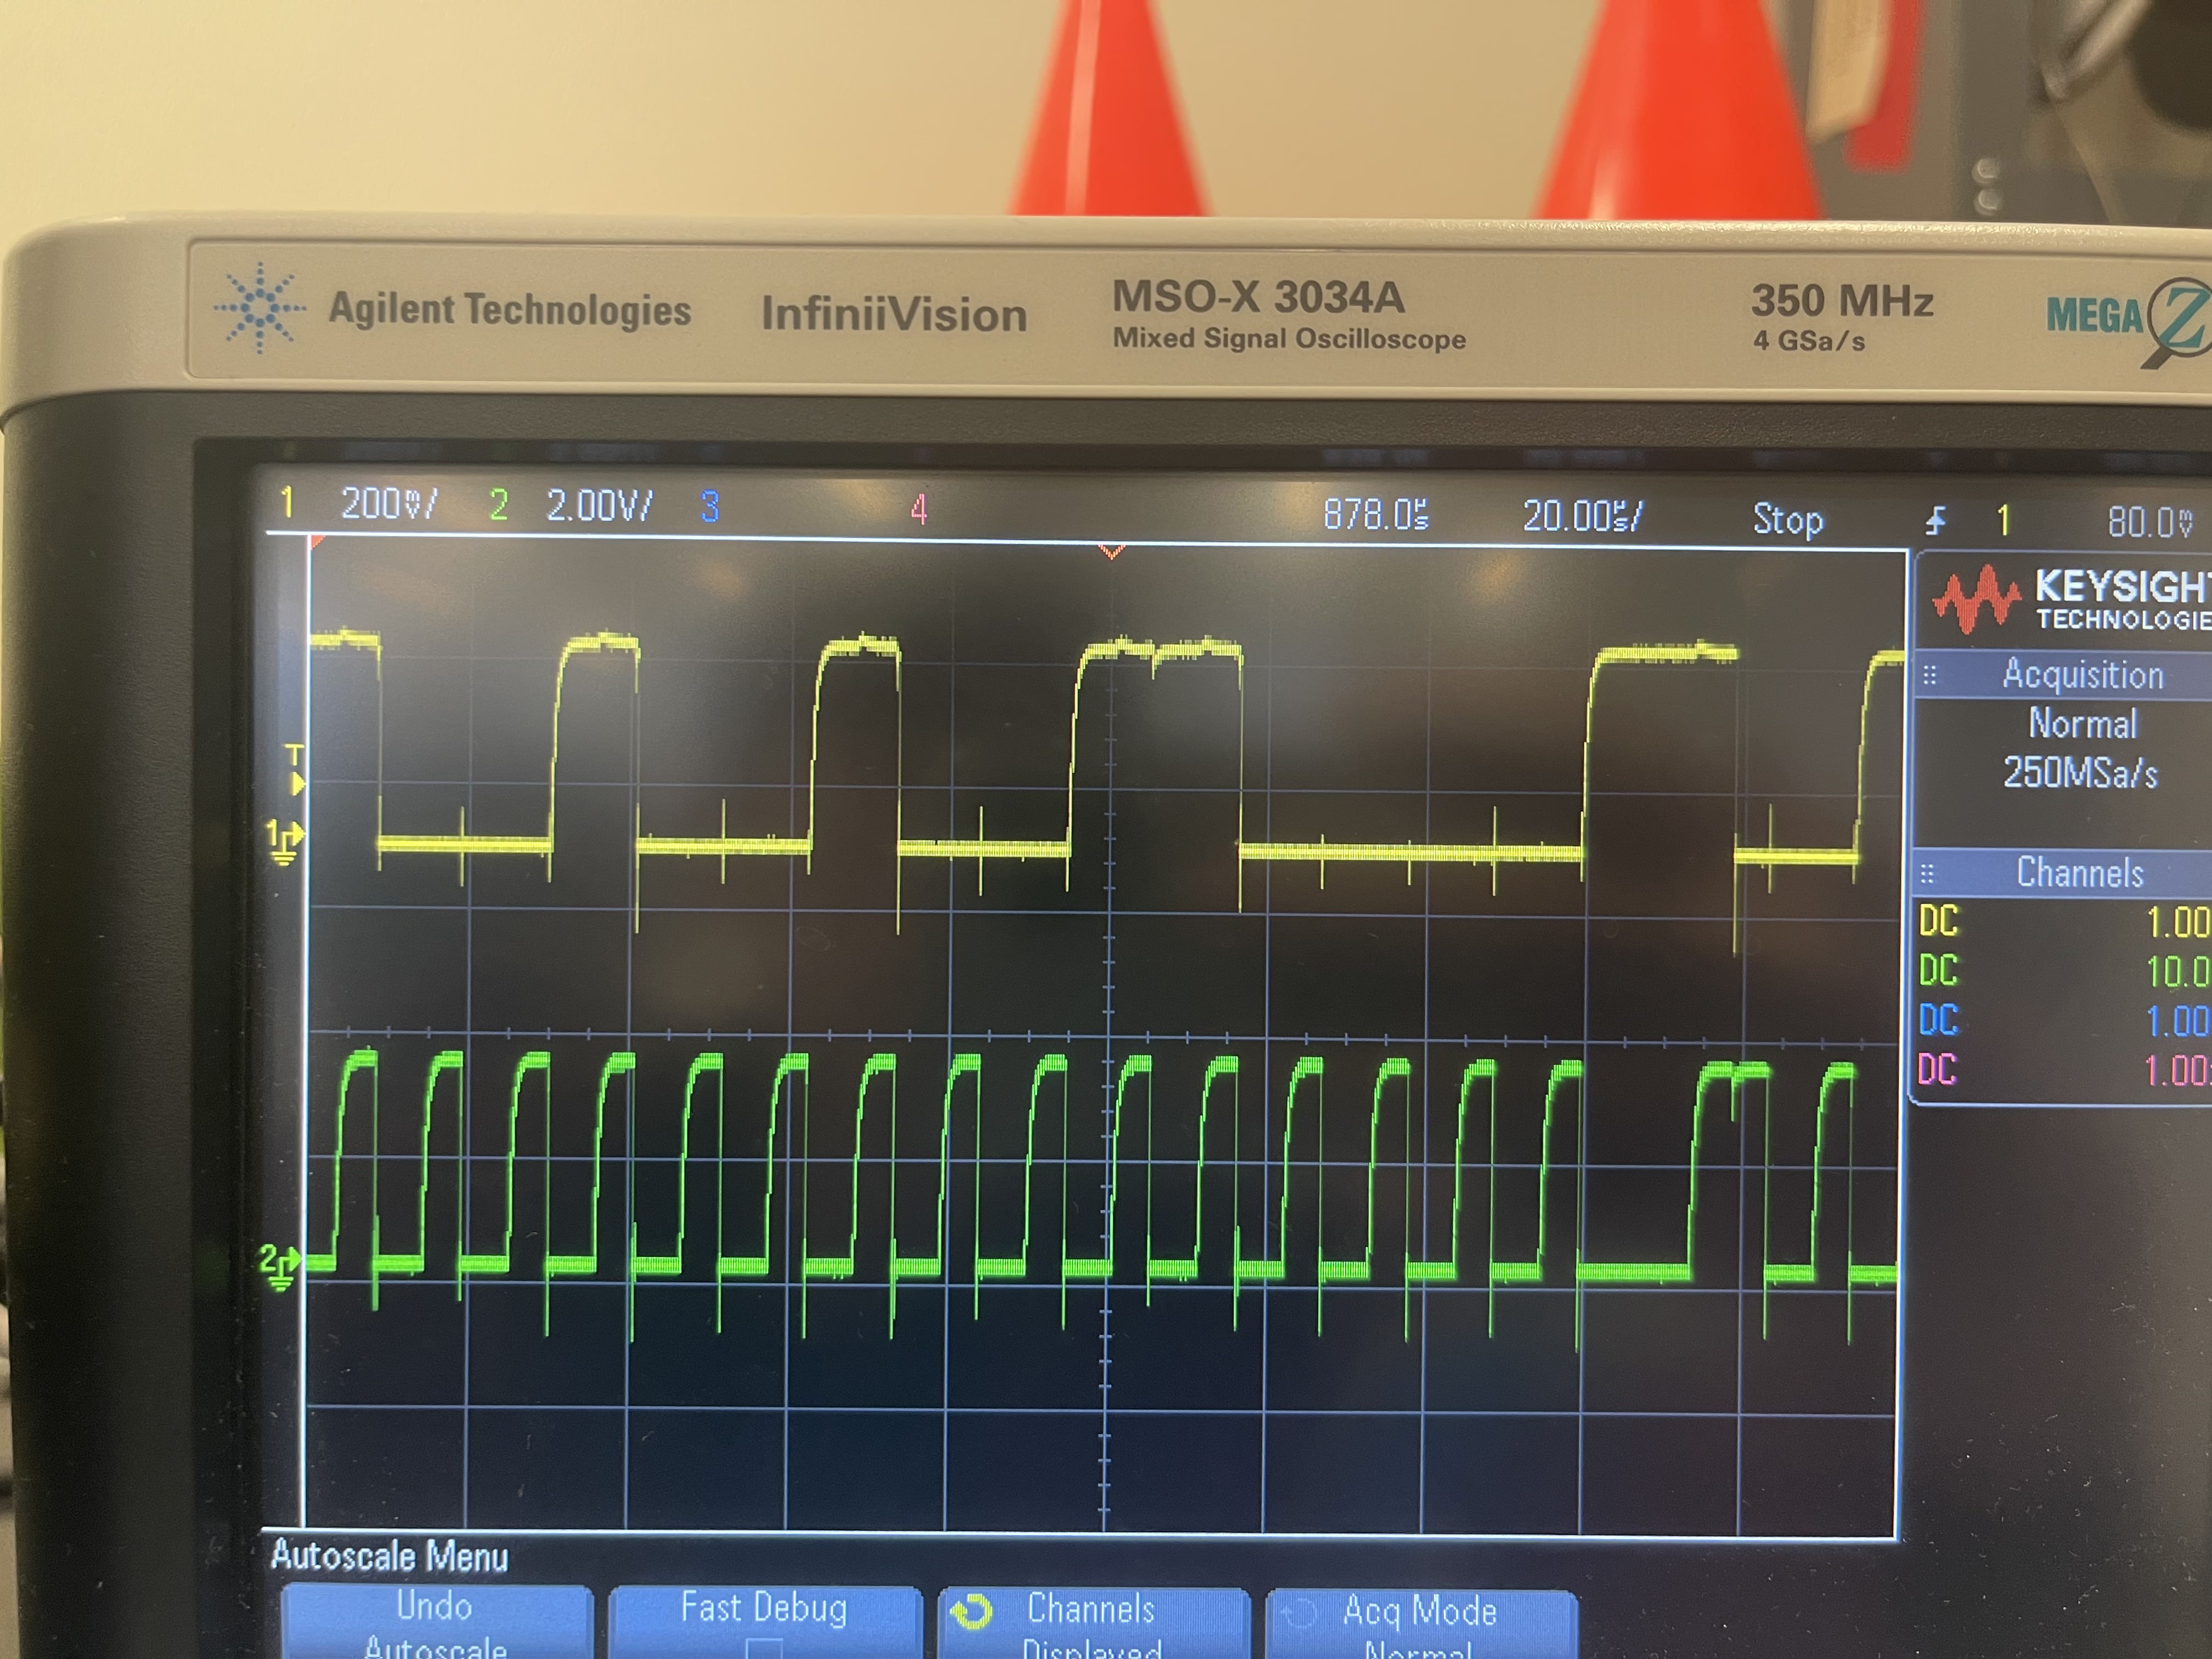 Agilent Technologies InfiniiVision MSO-X 3034A 350 MHz MEGA Z
Mixed Signal Oscilloscope 4 GSa/s
1 200mV/ 2 2.00V/ 3 4 878.0µs 20.00µs/ Stop 1 80.0mV
KEYSIGHT
TECHNOLOGIE
Acquisition
Normal
250MSa/s
T
1
Channels
DC 1.00
DC 10.0
DC 1.00
DC 1.00:
2
Autoscale Menu
Undo Fast Debug Channels Acq Mode
Autoscale Displayed Normal